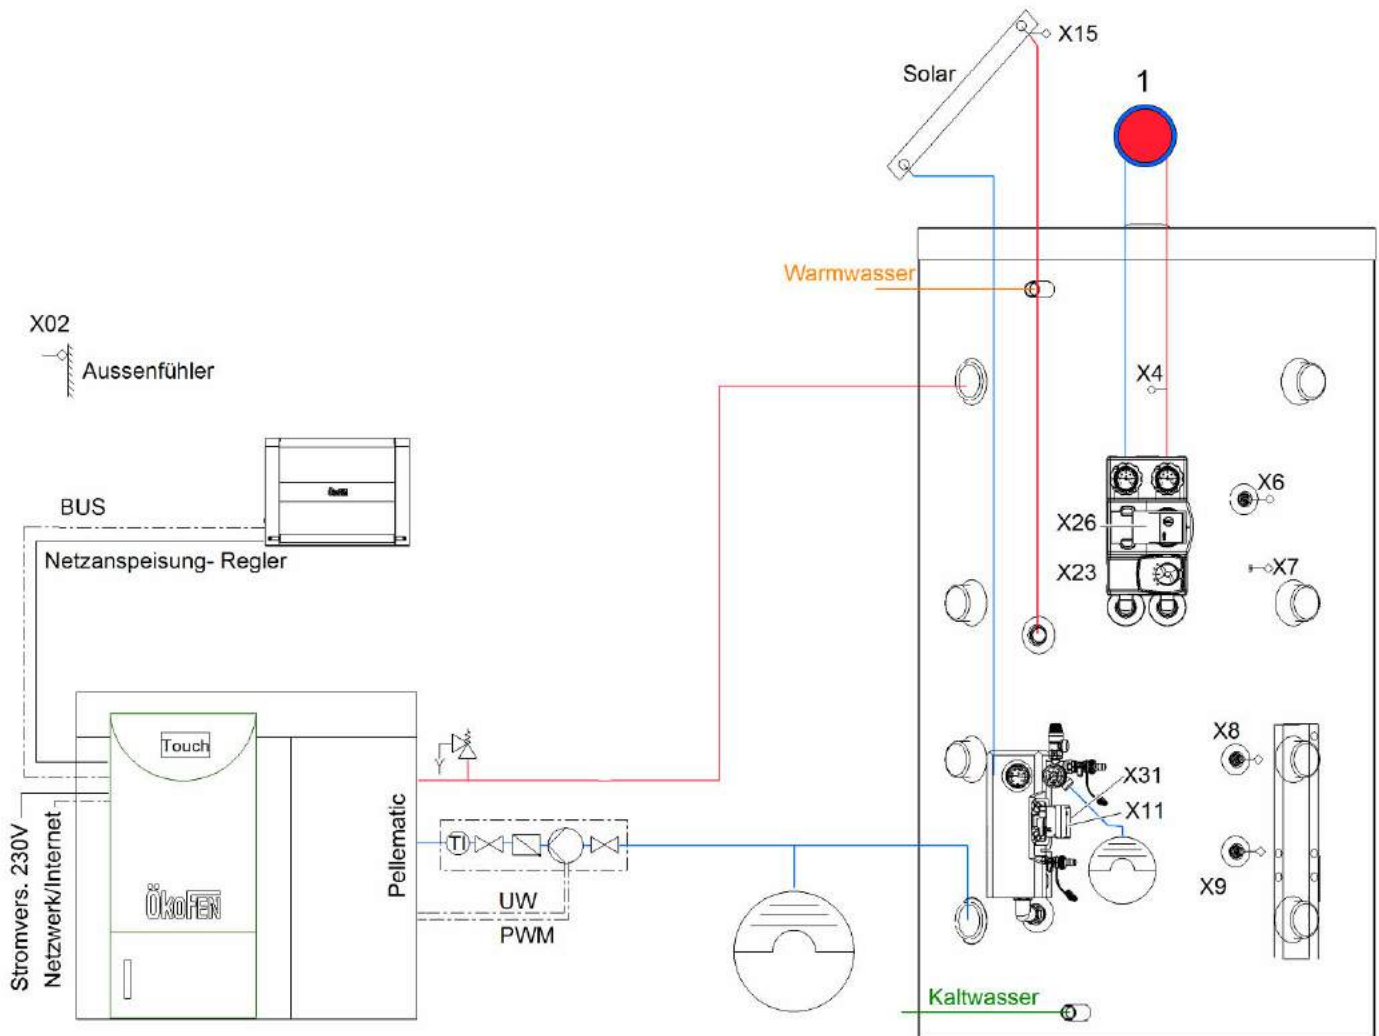 X15
Solar
1
Warmwasser
X02
Aussenfühler
X4
BUS
ÖkoFEN
X6
Netzanspeisung- Regler
X26
X7
X23
Touch
X8
X31
X11
Pellematic
TI
Stromvers. 230V
Netzwerk/Internet
ÖkoFEN
UW
PWM
X9
Kaltwasser